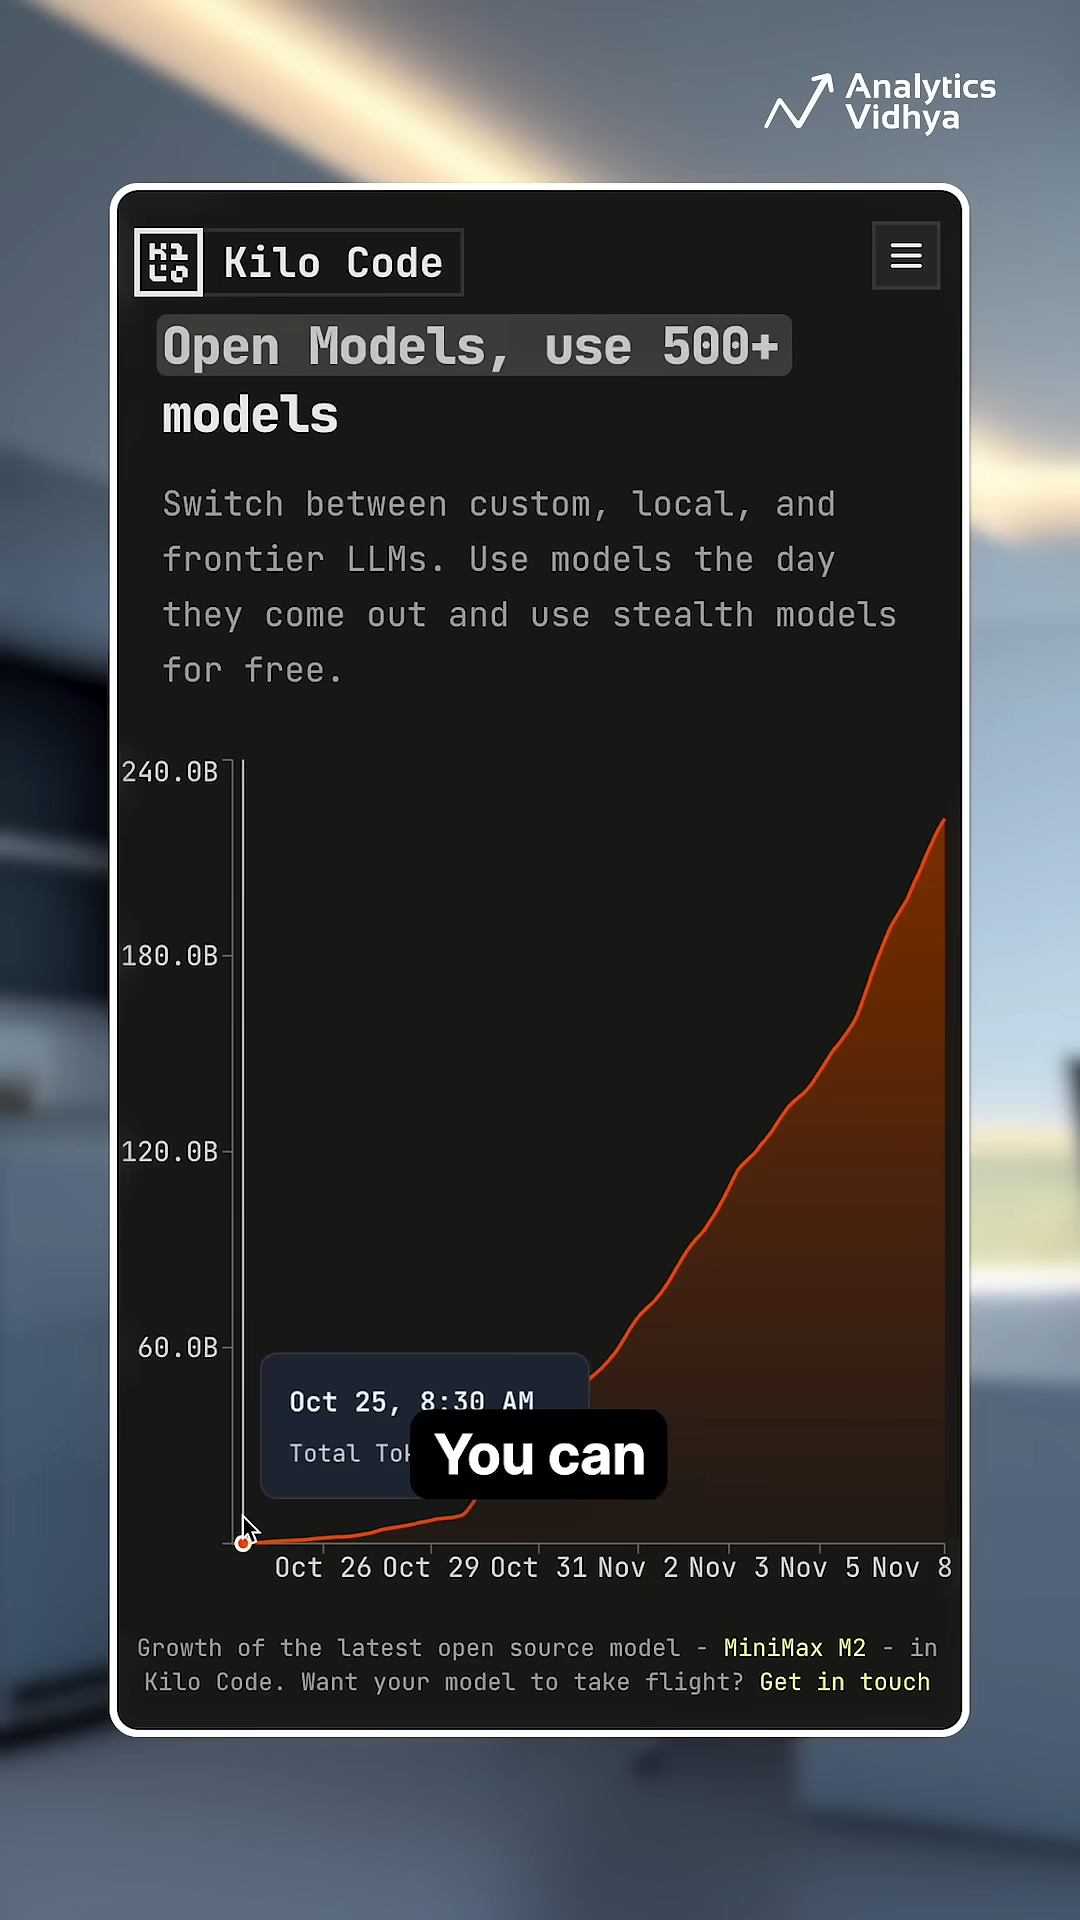 Analytics
Vidhya
Kilo Code
Open Models, use 500+
models
Switch between custom, local, and
frontier LLMs. Use models the day
they come out and use stealth models
for free.
240.0B
180.0B
120.0B
60.0B
Oct 25, 8:30 AM
Total
You can
Oct 26 Oct 29 Oct 31 Nov 2 Nov 3 Nov 5 Nov 8
Growth of the latest open source model - MiniMax M2 - in
Kilo Code. Want your model to take flight? Get in touch